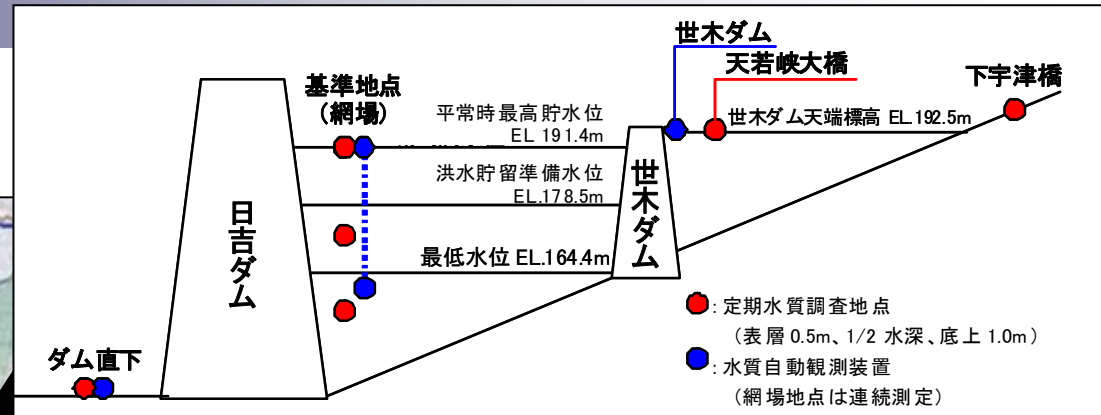 世木ダム
天若峡大橋
下宇津橋
基準地点
(網場)
平常時最高貯水位
EL 191.4m
世木ダム天端標高 EL.192.5m
洪水貯留準備水位
EL.178.5m
世木ダム
日吉ダム
最低水位 EL.164.4m
：定期水質調査地点
(表層 0.5m、1/2 水深、底上 1.0m)
ダム直下
：水質自動観測装置
(網場地点は連続測定)